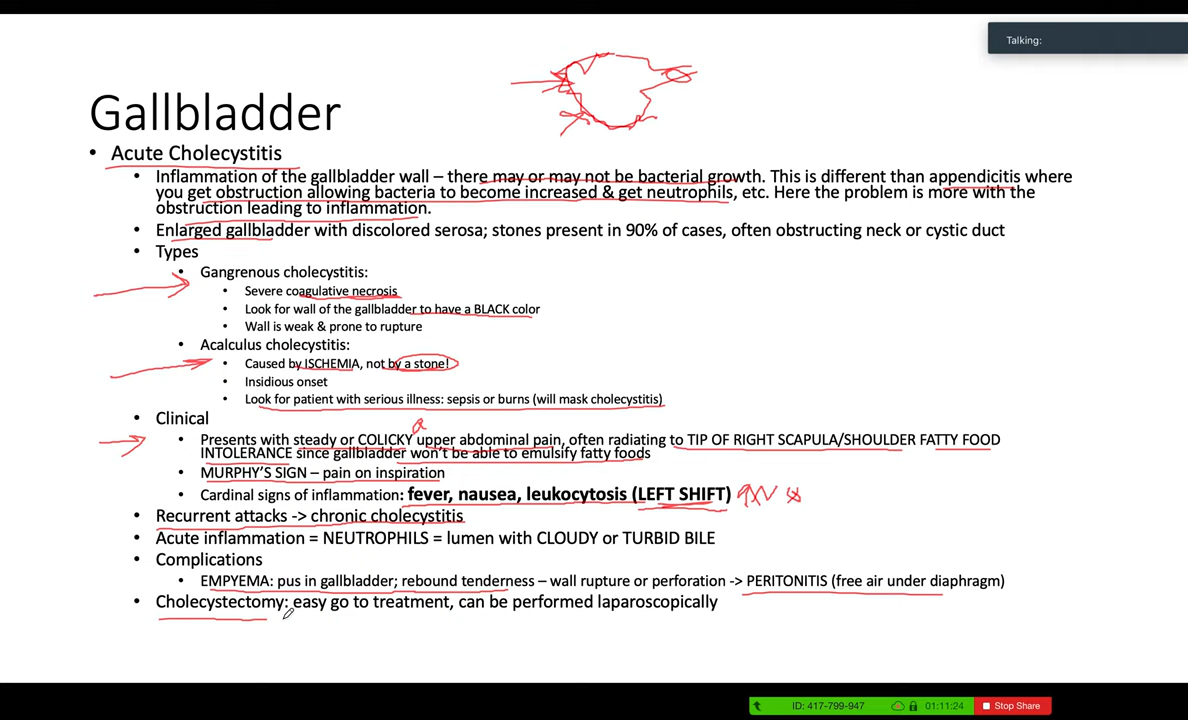 Talking:
Gallbladder
• Acute Cholecystitis
• Inflammation of the gallbladder wall – there may or may not be bacterial growth. This is different than appendicitis where
you get obstruction allowing bacteria to become increased & get neutrophils, etc. Here the problem is more with the
obstruction leading to inflammation.
• Enlarged gallbladder with discolored serosa; stones present in 90% of cases, often obstructing neck or cystic duct
• Types
• Gangrenous cholecystitis:
• Severe coagulative necrosis
• Look for wall of the gallbladder to have a BLACK color
• Wall is weak & prone to rupture
• Acalculus cholecystitis:
• Caused by ISCHEMIA, not by a stone!
• Insidious onset
• Look for patient with serious illness: sepsis or burns (will mask cholecystitis)
• Clinical
• Presents with steady or COLICKY upper abdominal pain, often radiating to TIP OF RIGHT SCAPULA/SHOULDER FATTY FOOD
INTOLERANCE since gallbladder won't be able to emulsify fatty foods
• MURPHY'S SIGN – pain on inspiration
• Cardinal signs of inflammation: fever, nausea, leukocytosis (LEFT SHIFT)
• Recurrent attacks -> chronic cholecystitis
• Acute inflammation = NEUTROPHILS = lumen with CLOUDY or TURBID BILE
• Complications
• EMPYEMA: pus in gallbladder; rebound tenderness – wall rupture or perforation -> PERITONITIS (free air under diaphragm)
• Cholecystectomy: easy go to treatment, can be performed laparoscopically
ID: 417-799-947 01:11:24 Stop Share